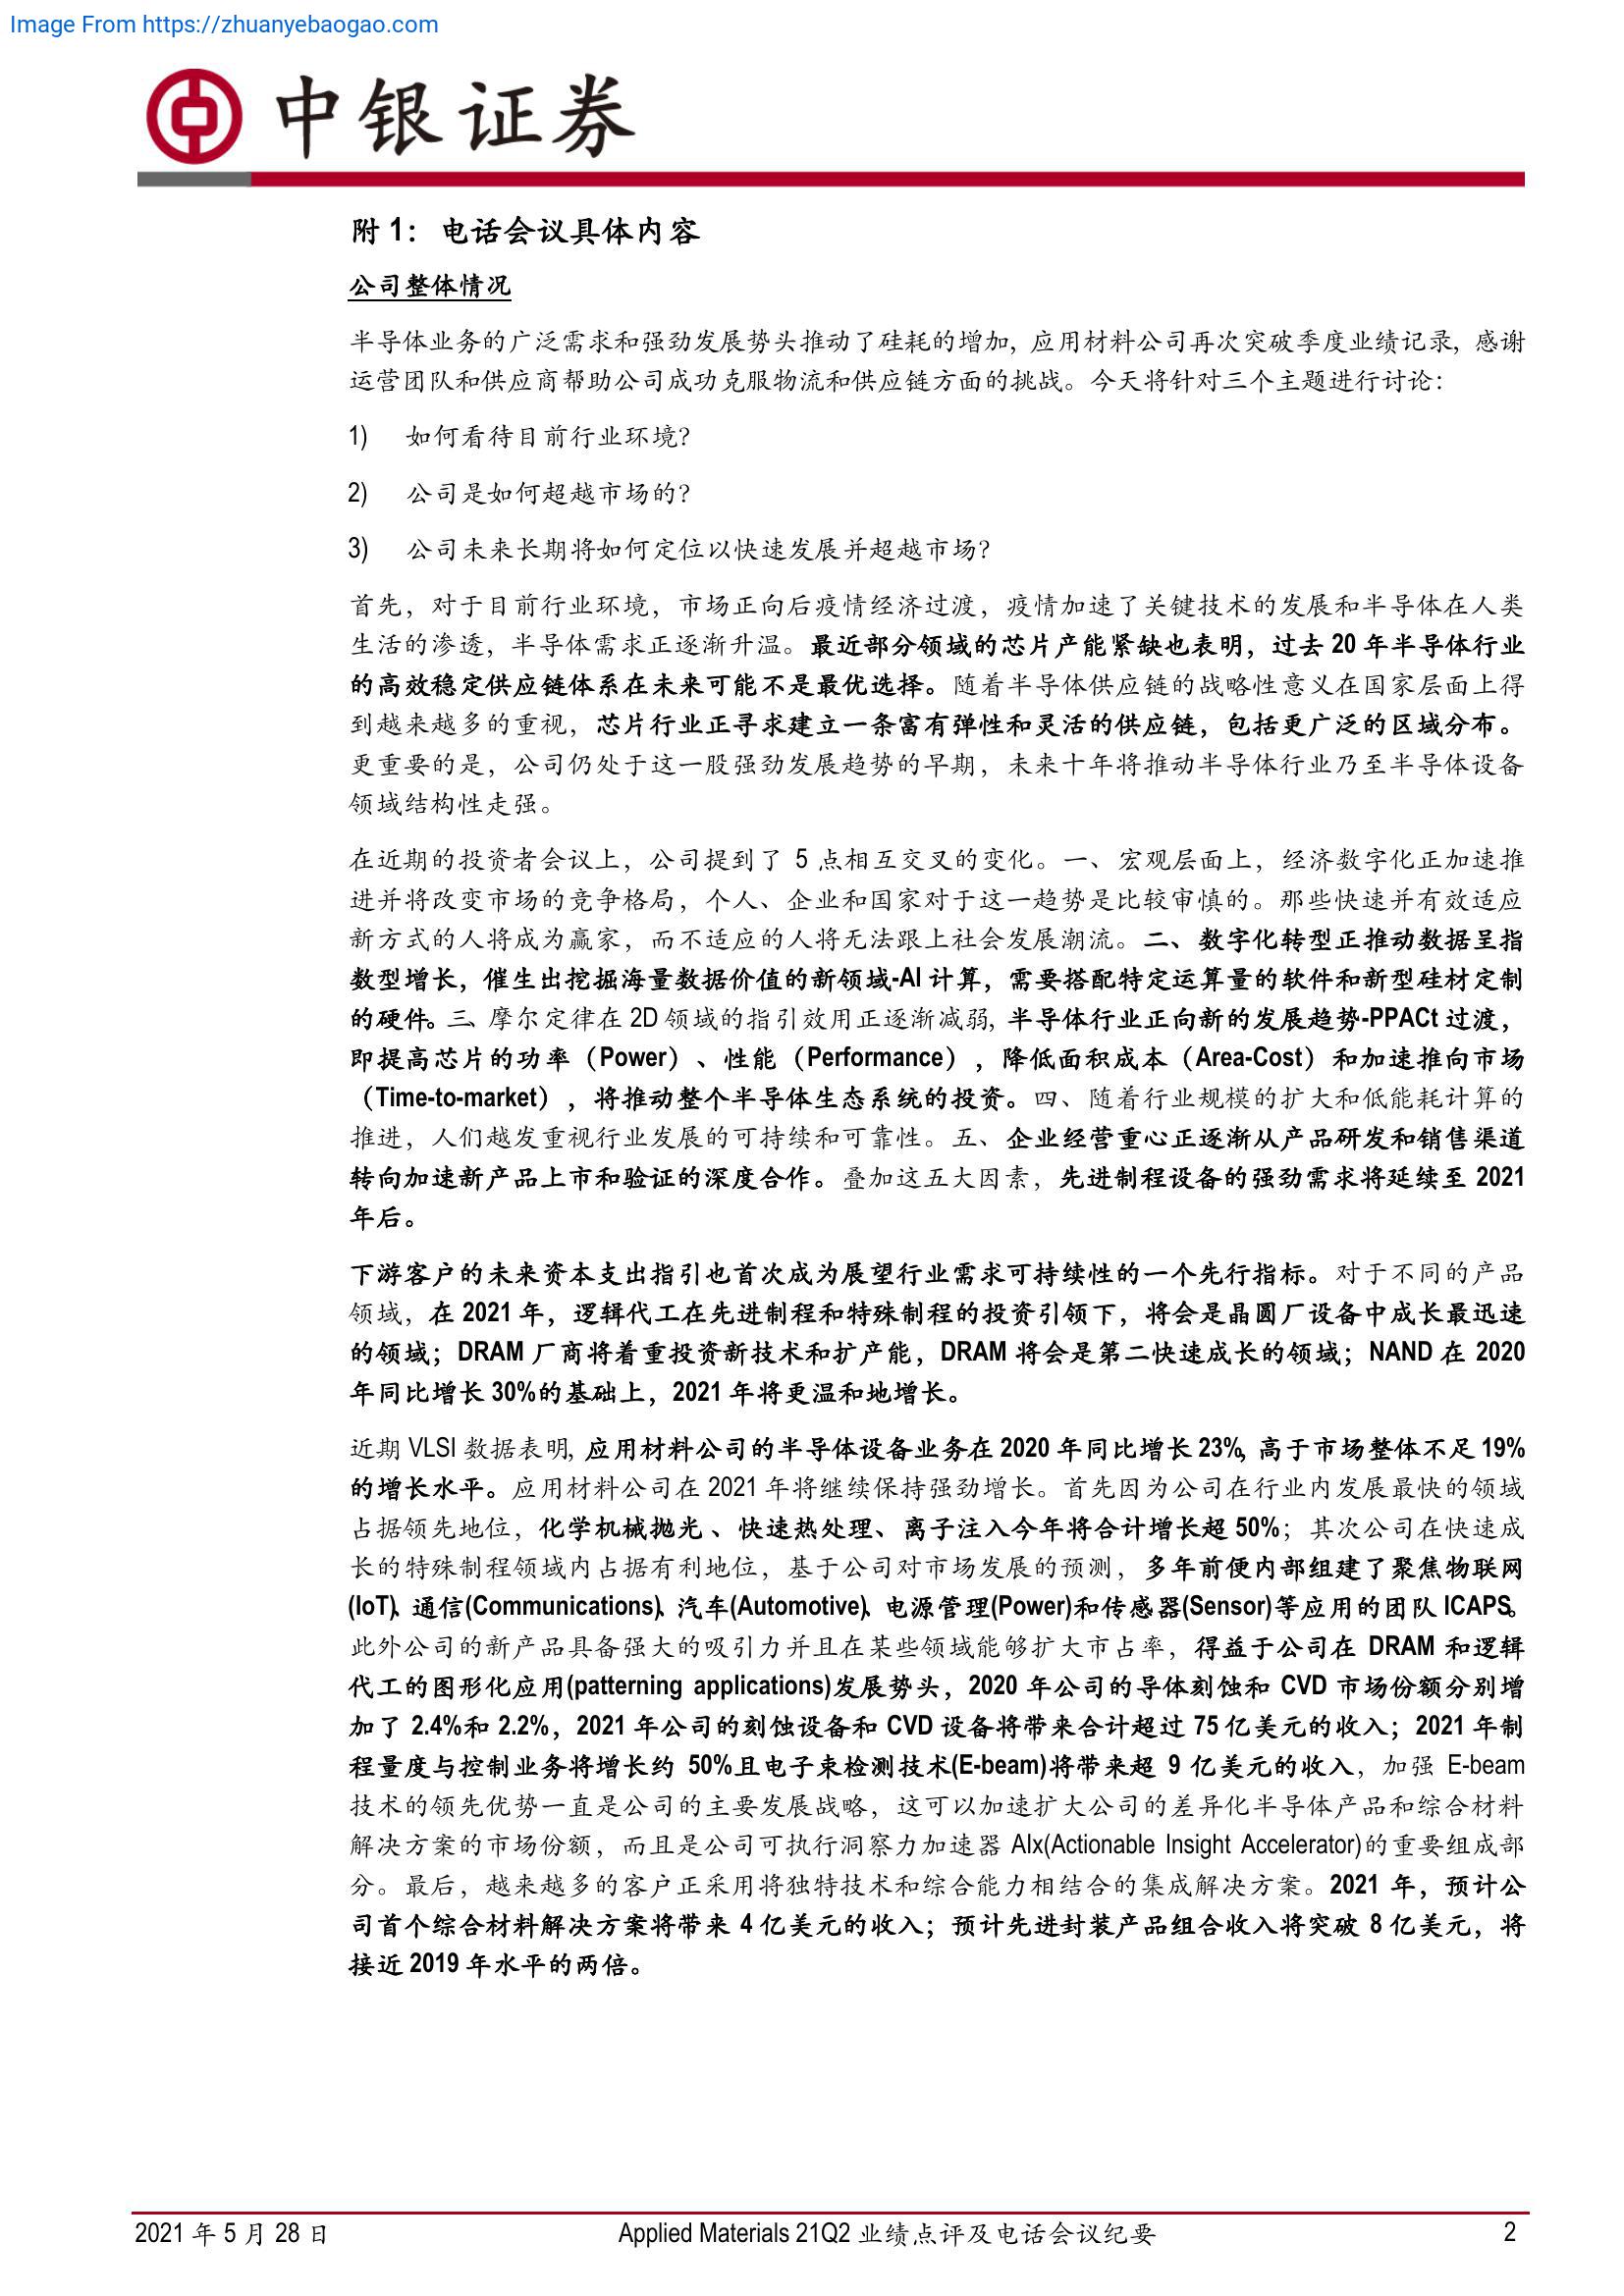 Image From https://zhuanyebaogao.com
中银证券
附 1： 电话会议具体内容
公司整体情况
半导体业务的广泛需求和强劲发展势头推动了硅耗的增加，应用材料公司再次突破季度业绩记录，感谢
运营团队和供应商帮助公司成功克服物流和供应链方面的挑战。今天将针对三个主题进行讨论：
1) 如何看待目前行业环境？
2) 公司是如何超越市场的？
3) 公司未来长期将如何定位以快速发展并超越市场？
首先，对于目前行业环境，市场正向后疫情经济过渡，疫情加速了关键技术的发展和半导体在人类
生活的渗透，半导体需求正逐渐升温。最近部分领域的芯片产能紧缺也表明，过去 20 年半导体行业
的高效稳定供应链体系在未来可能不是最优选择。随着半导体供应链的战略性意义在国家层面上得
到越来越多的重视，芯片行业正寻求建立一条富有弹性和灵活的供应链，包括更广泛的区域分布。
更重要的是，公司仍处于这一股强劲发展趋势的早期，未来十年将推动半导体行业乃至半导体设备
领域结构性走强。
在近期的投资者会议上，公司提到了 5 点相互交叉的变化。一、宏观层面上，经济数字化正加速推
进并将改变市场的竞争格局，个人、企业和国家对于这一趋势是比较审慎的。那些快速并有效适应
新方式的人将成为赢家，而不适应的人将无法跟上社会发展潮流。二、数字化转型正推动数据呈指
数型增长，催生出挖掘海量数据价值的新领域-AI 计算，需要搭配特定运算量的软件和新型硅材定制
的硬件。三、摩尔定律在 2D 领域的指引效用正逐渐减弱，半导体行业正向新的发展趋势-PPACt 过渡，
即提高芯片的功率（Power）、性能（Performance），降低面积成本（Area-Cost）和加速推向市场
（Time-to-market），将推动整个半导体生态系统的投资。四、随着行业规模的扩大和低能耗计算的
推进，人们越发重视行业发展的可持续和可靠性。五、企业经营重心正逐渐从产品研发和销售渠道
转向加速新产品上市和验证的深度合作。叠加这五大因素，先进制程设备的强劲需求将延续至 2021
年后。
下游客户的未来资本支出指引也首次成为展望行业需求可持续性的一个先行指标。对于不同的产品
领域，在 2021 年，逻辑代工在先进制程和特殊制程的投资引领下，将会是晶圆厂设备中成长最迅速
的领域；DRAM 厂商将着重投资新技术和扩产能，DRAM 将会是第二快速成长的领域；NAND 在 2020
年同比增长 30%的基础上，2021 年将更温和地增长。
近期 VLSI 数据表明，应用材料公司的半导体设备业务在 2020 年同比增长 23%，高于市场整体不足 19%
的增长水平。应用材料公司在 2021 年将继续保持强劲增长。首先因为公司在行业内发展最快的领域
占据领先地位，化学机械抛光 、快速热处理、离子注入今年将合计增长超 50%；其次公司在快速成
长的特殊制程领域内占据有利地位，基于公司对市场发展的预测，多年前便内部组建了聚焦物联网
(IoT)、通信(Communications)、汽车(Automotive)、电源管理(Power)和传感器(Sensor)等应用的团队 ICAPS。
此外公司的新产品具备强大的吸引力并且在某些领域能够扩大市占率，得益于公司在 DRAM 和逻辑
代工的图形化应用(patterning applications)发展势头，2020 年公司的导体刻蚀和 CVD 市场份额分别增
加了 2.4%和 2.2%，2021 年公司的刻蚀设备和 CVD 设备将带来合计超过 75 亿美元的收入；2021 年制
程量度与控制业务将增长约 50%且电子束检测技术(E-beam)将带来超 9 亿美元的收入，加强 E-beam
技术的领先优势一直是公司的主要发展战略，这可以加速扩大公司的差异化半导体产品和综合材料
解决方案的市场份额，而且是公司可执行洞察力加速器 AIx(Actionable Insight Accelerator)的重要组成部
分。最后，越来越多的客户正采用将独特技术和综合能力相结合的集成解决方案。2021 年，预计公
司首个综合材料解决方案将带来 4 亿美元的收入；预计先进封装产品组合收入将突破 8 亿美元，将
接近 2019 年水平的两倍。
2021 年 5 月 28 日 Applied Materials 21Q2 业绩点评及电话会议纪要 2